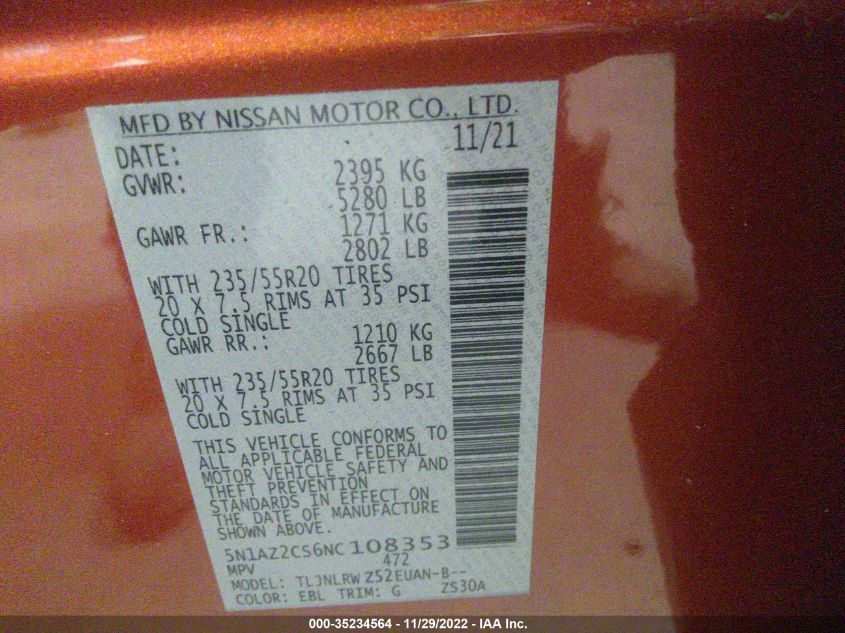 MFD BY NISSAN MOTOR CO., LTD.
DATE: 11/21
GVWR: 2395 KG
5280 LB
GAWR FR.: 1271 KG
2802 LB
WITH 235/55R20 TIRES
20 X 7.5 RIMS AT 35 PSI
COLD SINGLE
GAWR RR.: 1210 KG
2667 LB
WITH 235/55R20 TIRES
20 X 7.5 RIMS AT 35 PSI
COLD SINGLE
THIS VEHICLE CONFORMS TO
ALL APPLICABLE FEDERAL
MOTOR VEHICLE SAFETY AND
THEFT PREVENTION
STANDARDS IN EFFECT ON
THE DATE OF MANUFACTURE
SHOWN ABOVE.
5N1AZ2CS6NC108353
MPV 472
MODEL: TLJNLRW Z52EUAN-B--
COLOR: EBL TRIM: G ZS30A
000-35234564 - 11/29/2022 - IAA Inc.